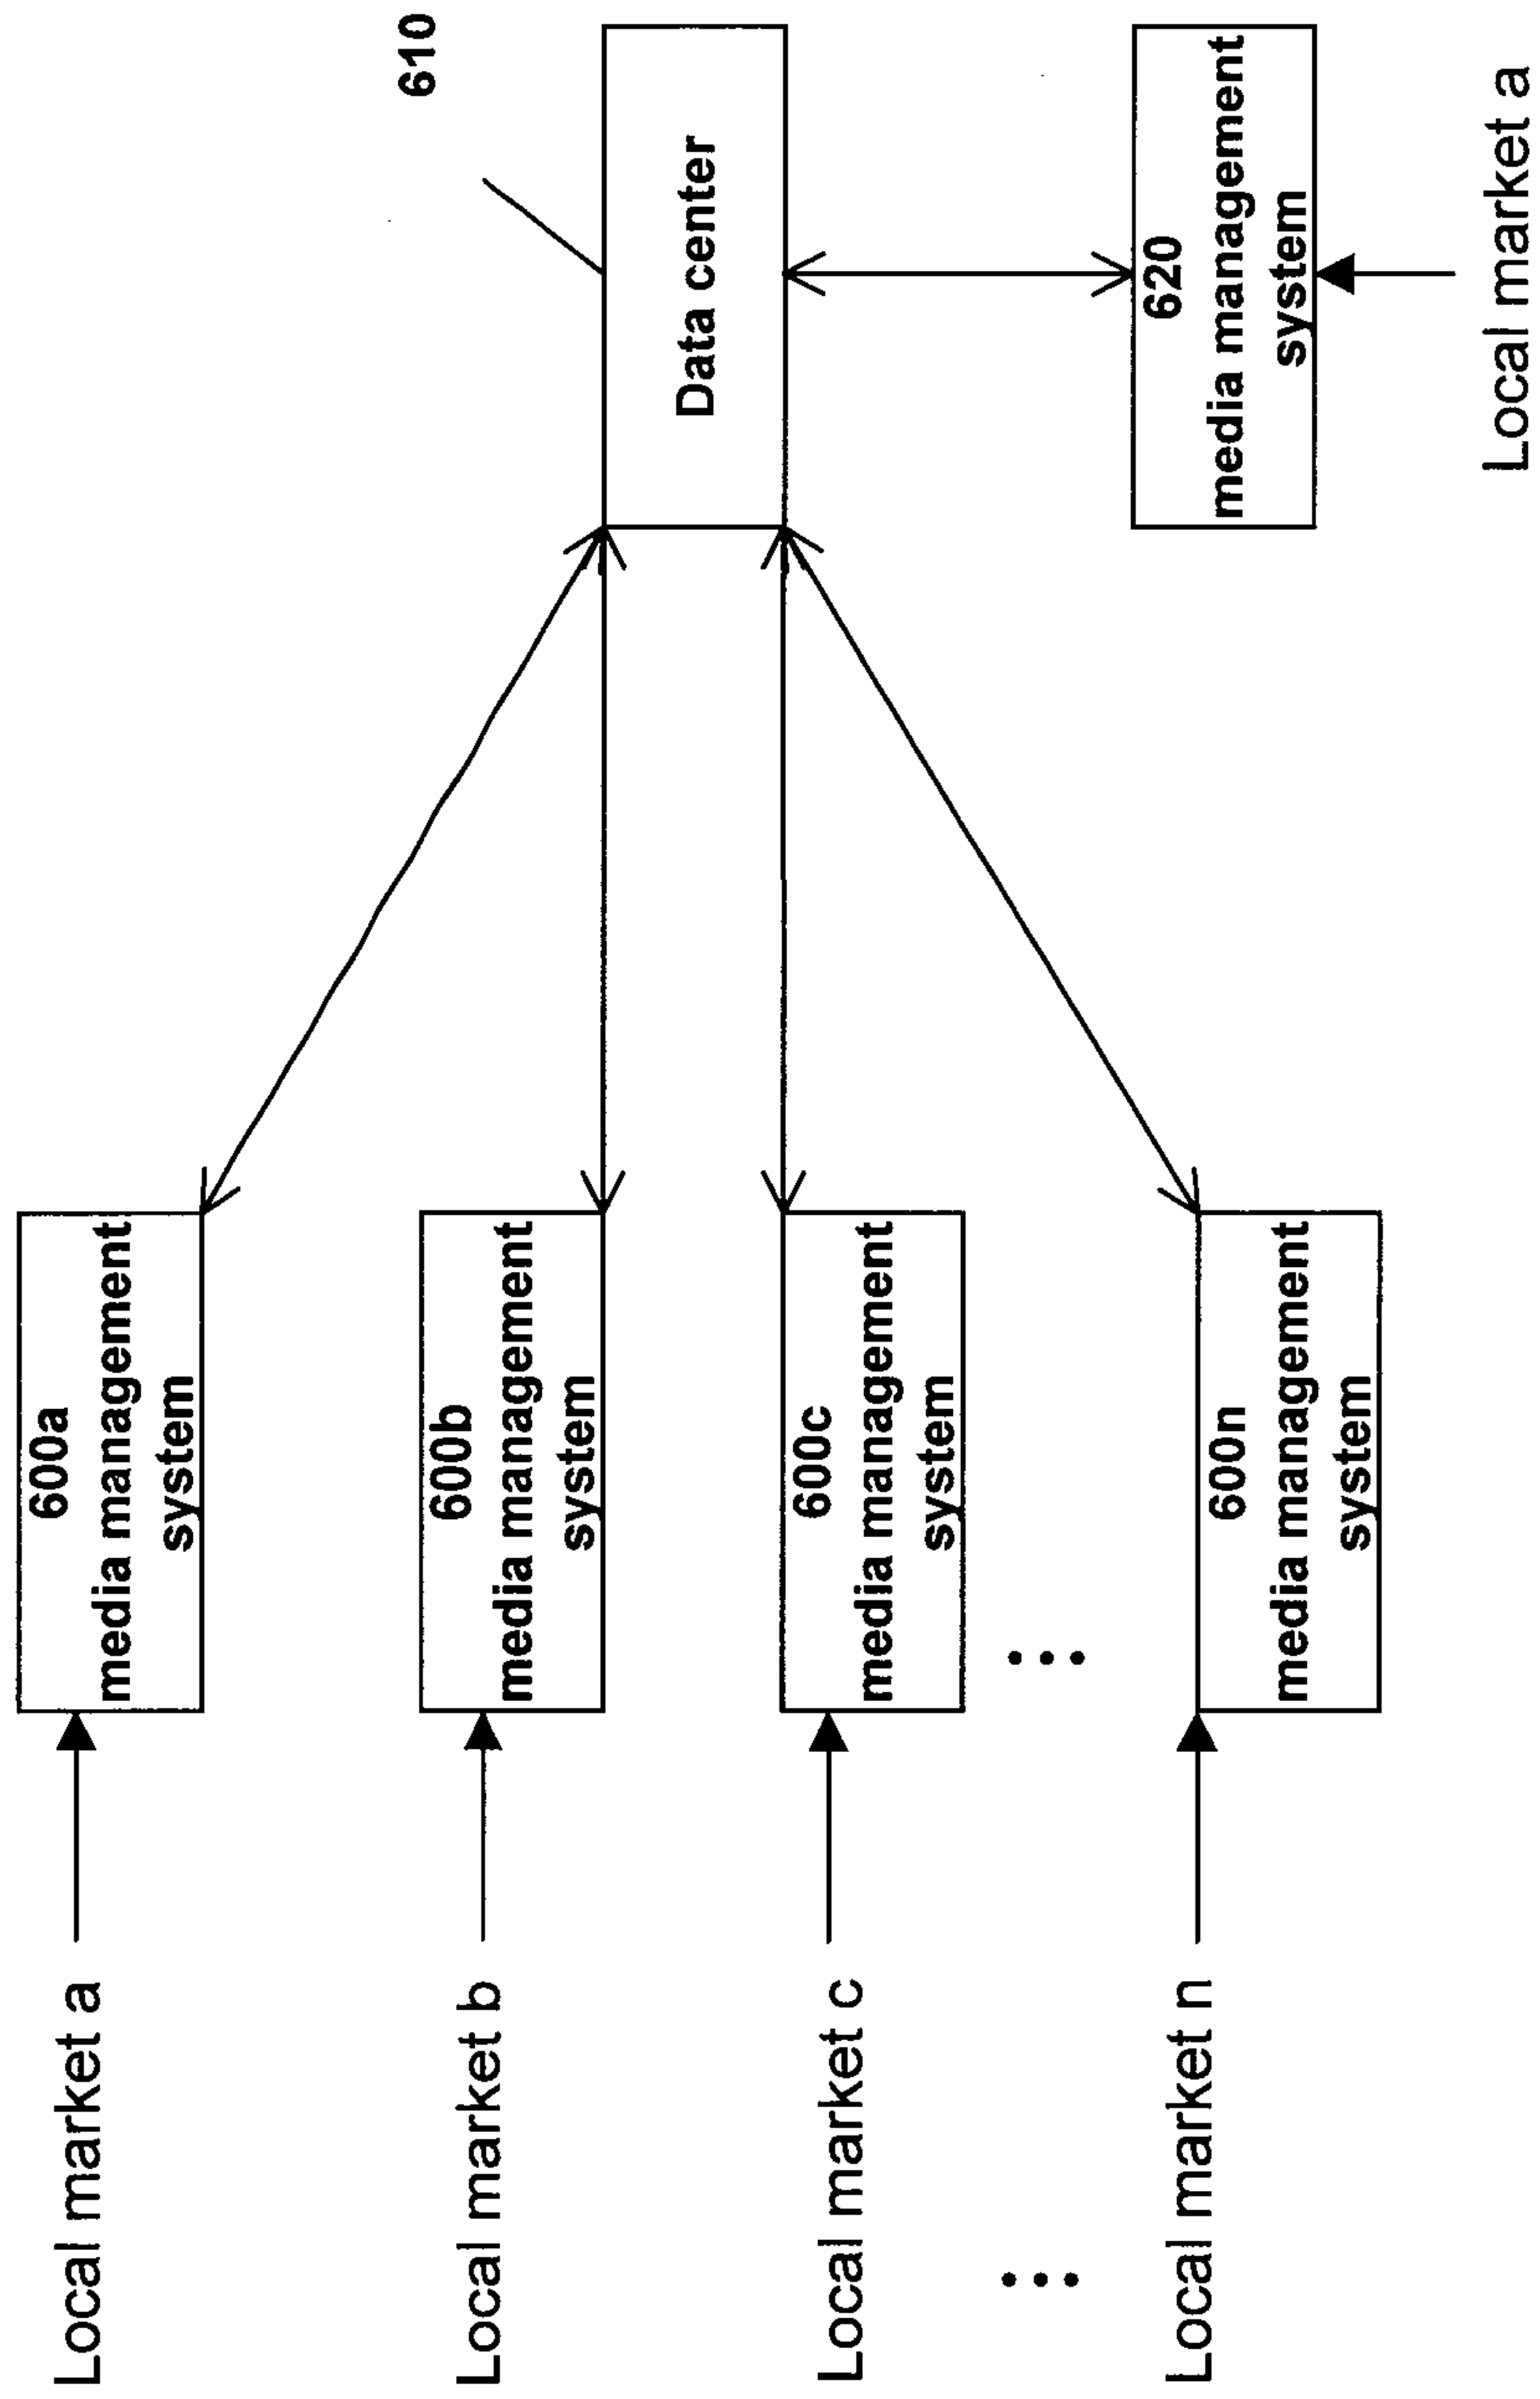 Local market a
600a
media management
system
Local market b
600b
media management
system
Local market c
600c
media management
system
...
...
Local market n
600n
media management
system
610
Data center
620
media management
system
Local market a